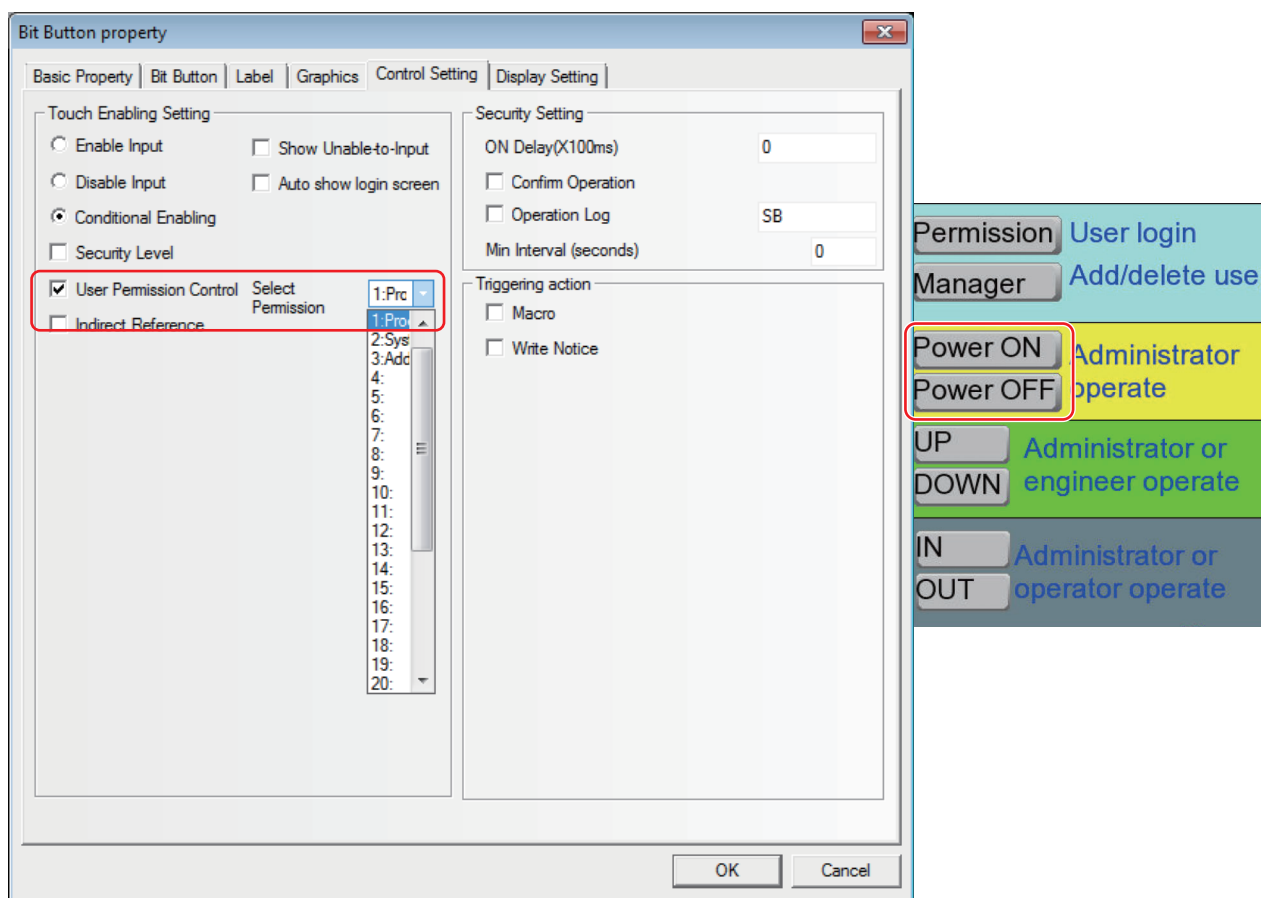 Bit Button property
Basic Property Bit Button Label Graphics Control Setting Display Setting
Touch Enabling Setting
Enable Input
Show Unable-to-Input
Disable Input
Auto show login screen
Conditional Enabling
Security Level
User Permission Control
Select
Permission
1:Prc
Indirect Reference
1:Pro
2:Sys
3:Add
4:
5:
6:
7:
8:
9:
10:
11:
12:
13:
14:
15:
16:
17:
18:
19:
20:
Security Setting
ON Delay(X100ms)
0
Confirm Operation
Operation Log
SB
Min Interval (seconds)
0
Triggering action
Macro
Write Notice
OK
Cancel
Permission
User login
Manager
Add/delete use
Power ON
Power OFF
Administrator
operate
UP
DOWN
Administrator or
engineer operate
IN
OUT
Administrator or
operator operate